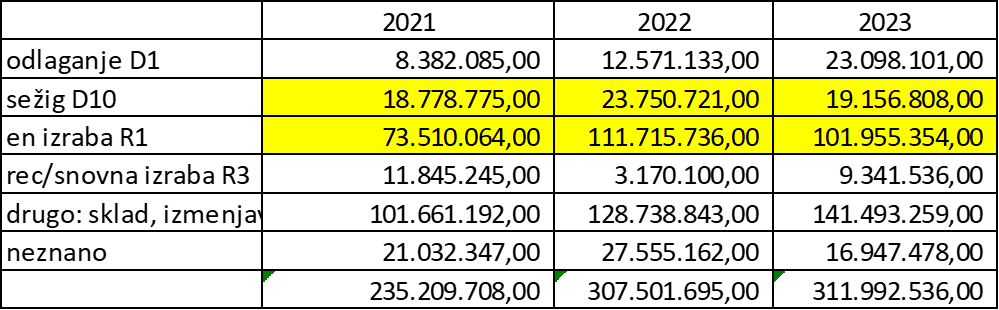 2021 2022 2023
odlaganje D1 8.382.085,00 12.571.133,00 23.098.101,00
sežig D10 18.778.775,00 23.750.721,00 19.156.808,00
en izraba R1 73.510.064,00 111.715.736,00 101.955.354,00
rec/snovna izraba R3 11.845.245,00 3.170.100,00 9.341.536,00
drugo: sklad, izmenjav 101.661.192,00 128.738.843,00 141.493.259,00
neznano 21.032.347,00 27.555.162,00 16.947.478,00
235.209.708,00 307.501.695,00 311.992.536,00